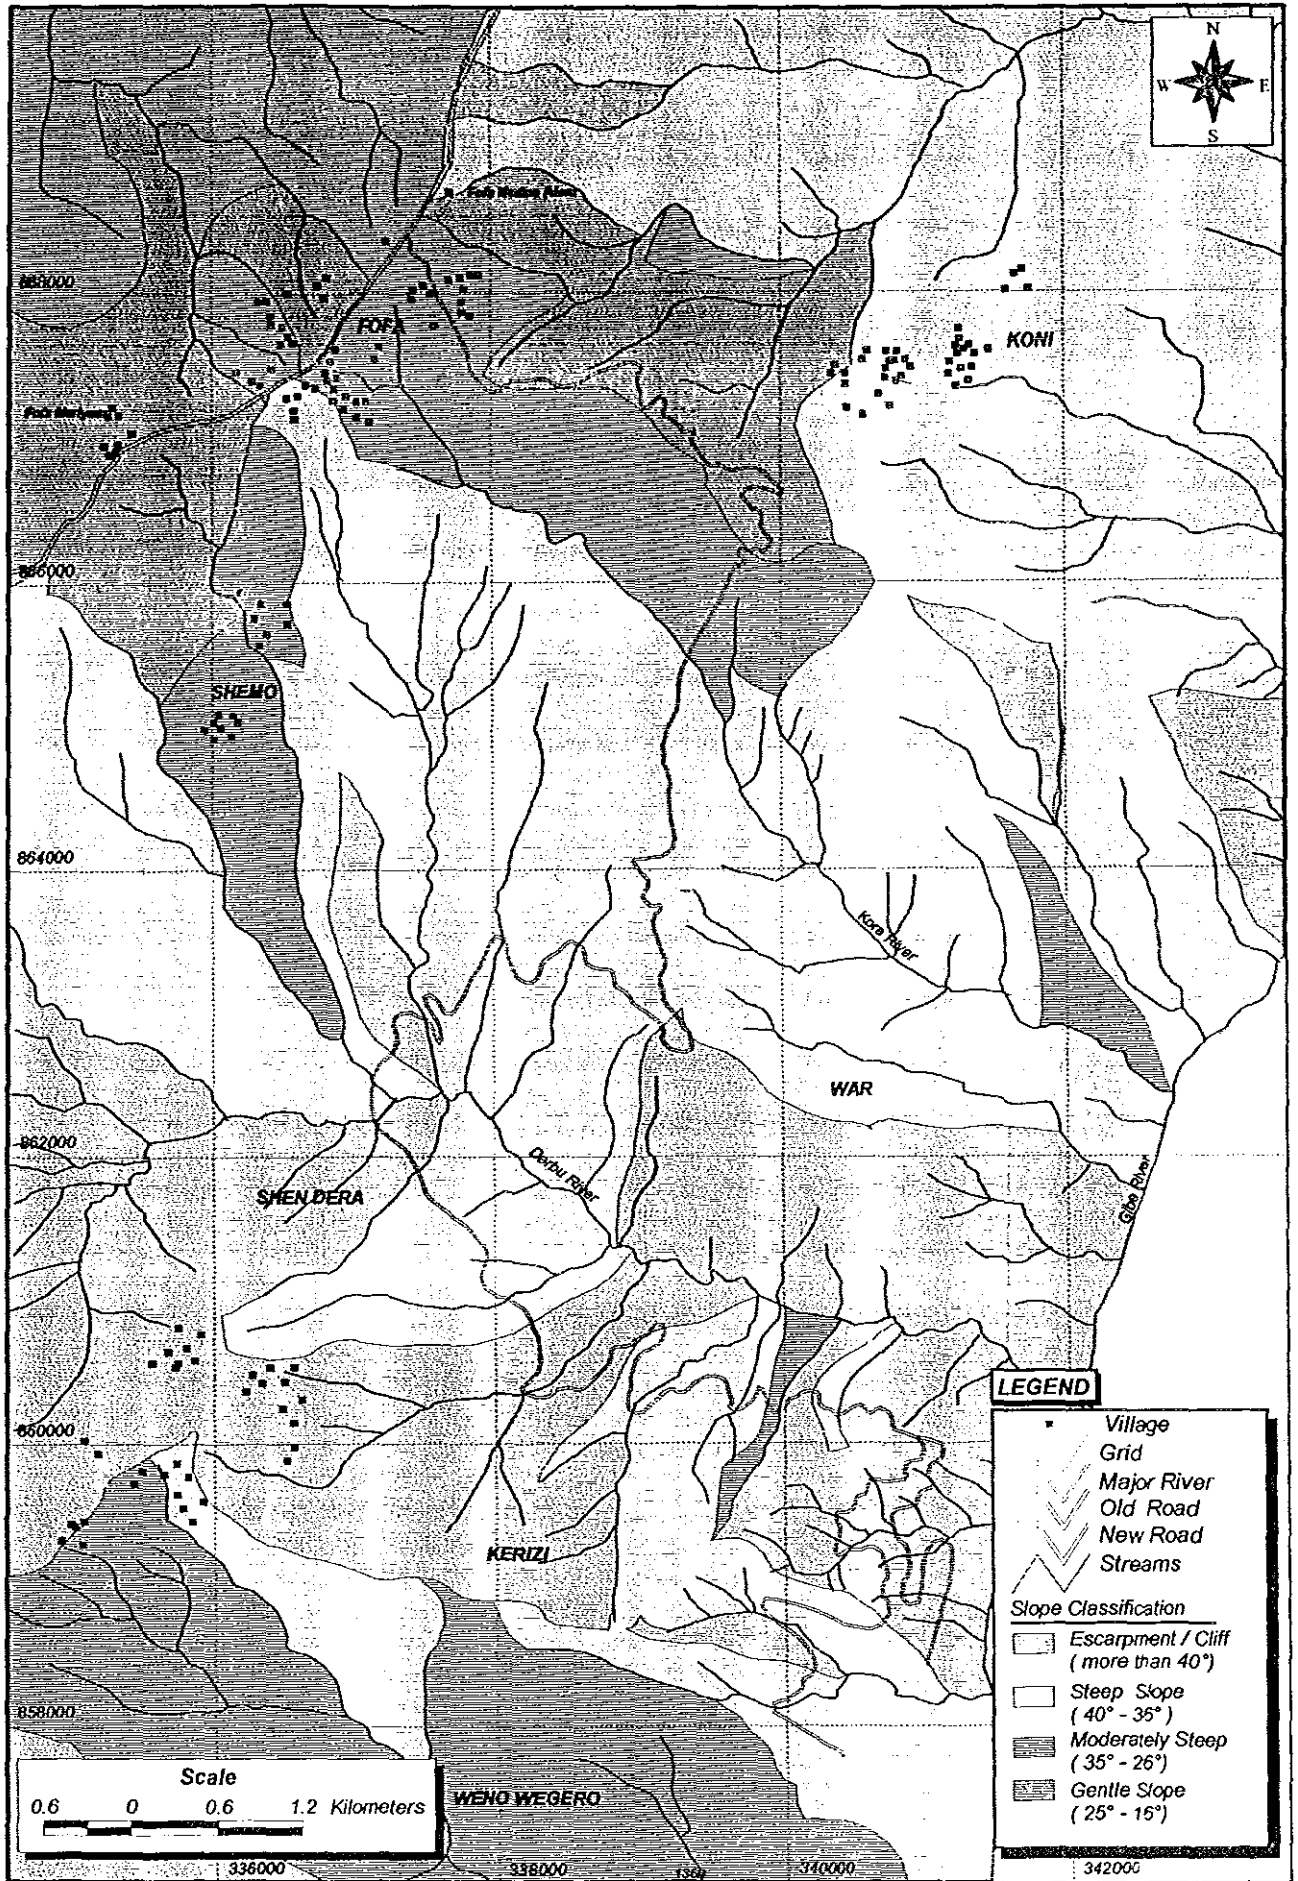 N
W E
S
868000
FOFA
KONI
866000
SHEMO
864000
Kora River
WAR
862000
Derbu River
Gibe River
SHEN DERA
860000
KERIZI
858000
WENO WEGERO
336000
338000
340000
342000
Scale
0.6 0 0.6 1.2 Kilometers
LEGEND
Village
Grid
Major River
Old Road
New Road
Streams
Slope Classification
Escarpment / Cliff
( more than 40°)
Steep Slope
( 40° - 36° )
Moderately Steep
( 35° - 26°)
Gentle Slope
( 25° - 16°)